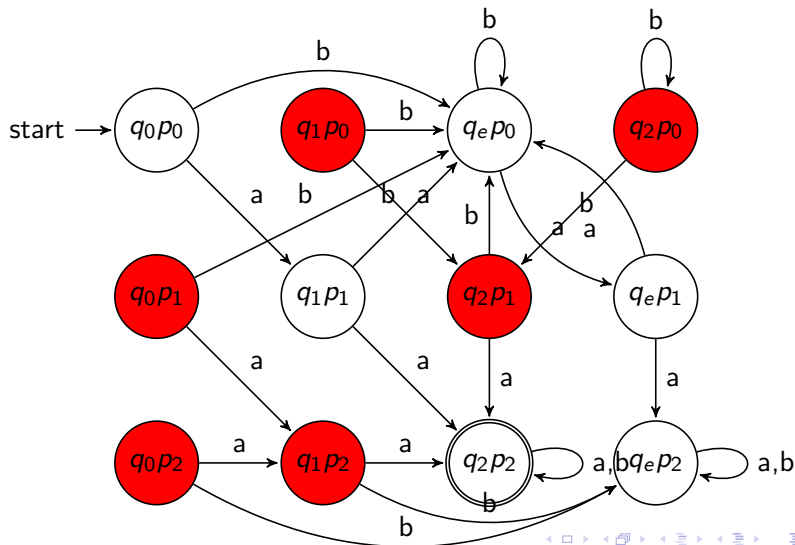 b b
b
start q0p0 q1p0 b qep0 q2p0
a b b a b
b a a
q0p1 q1p1 q2p1 qep1
a a a a
q0p2 a q1p2 a q2p2 a,b qep2 a,b
b
b